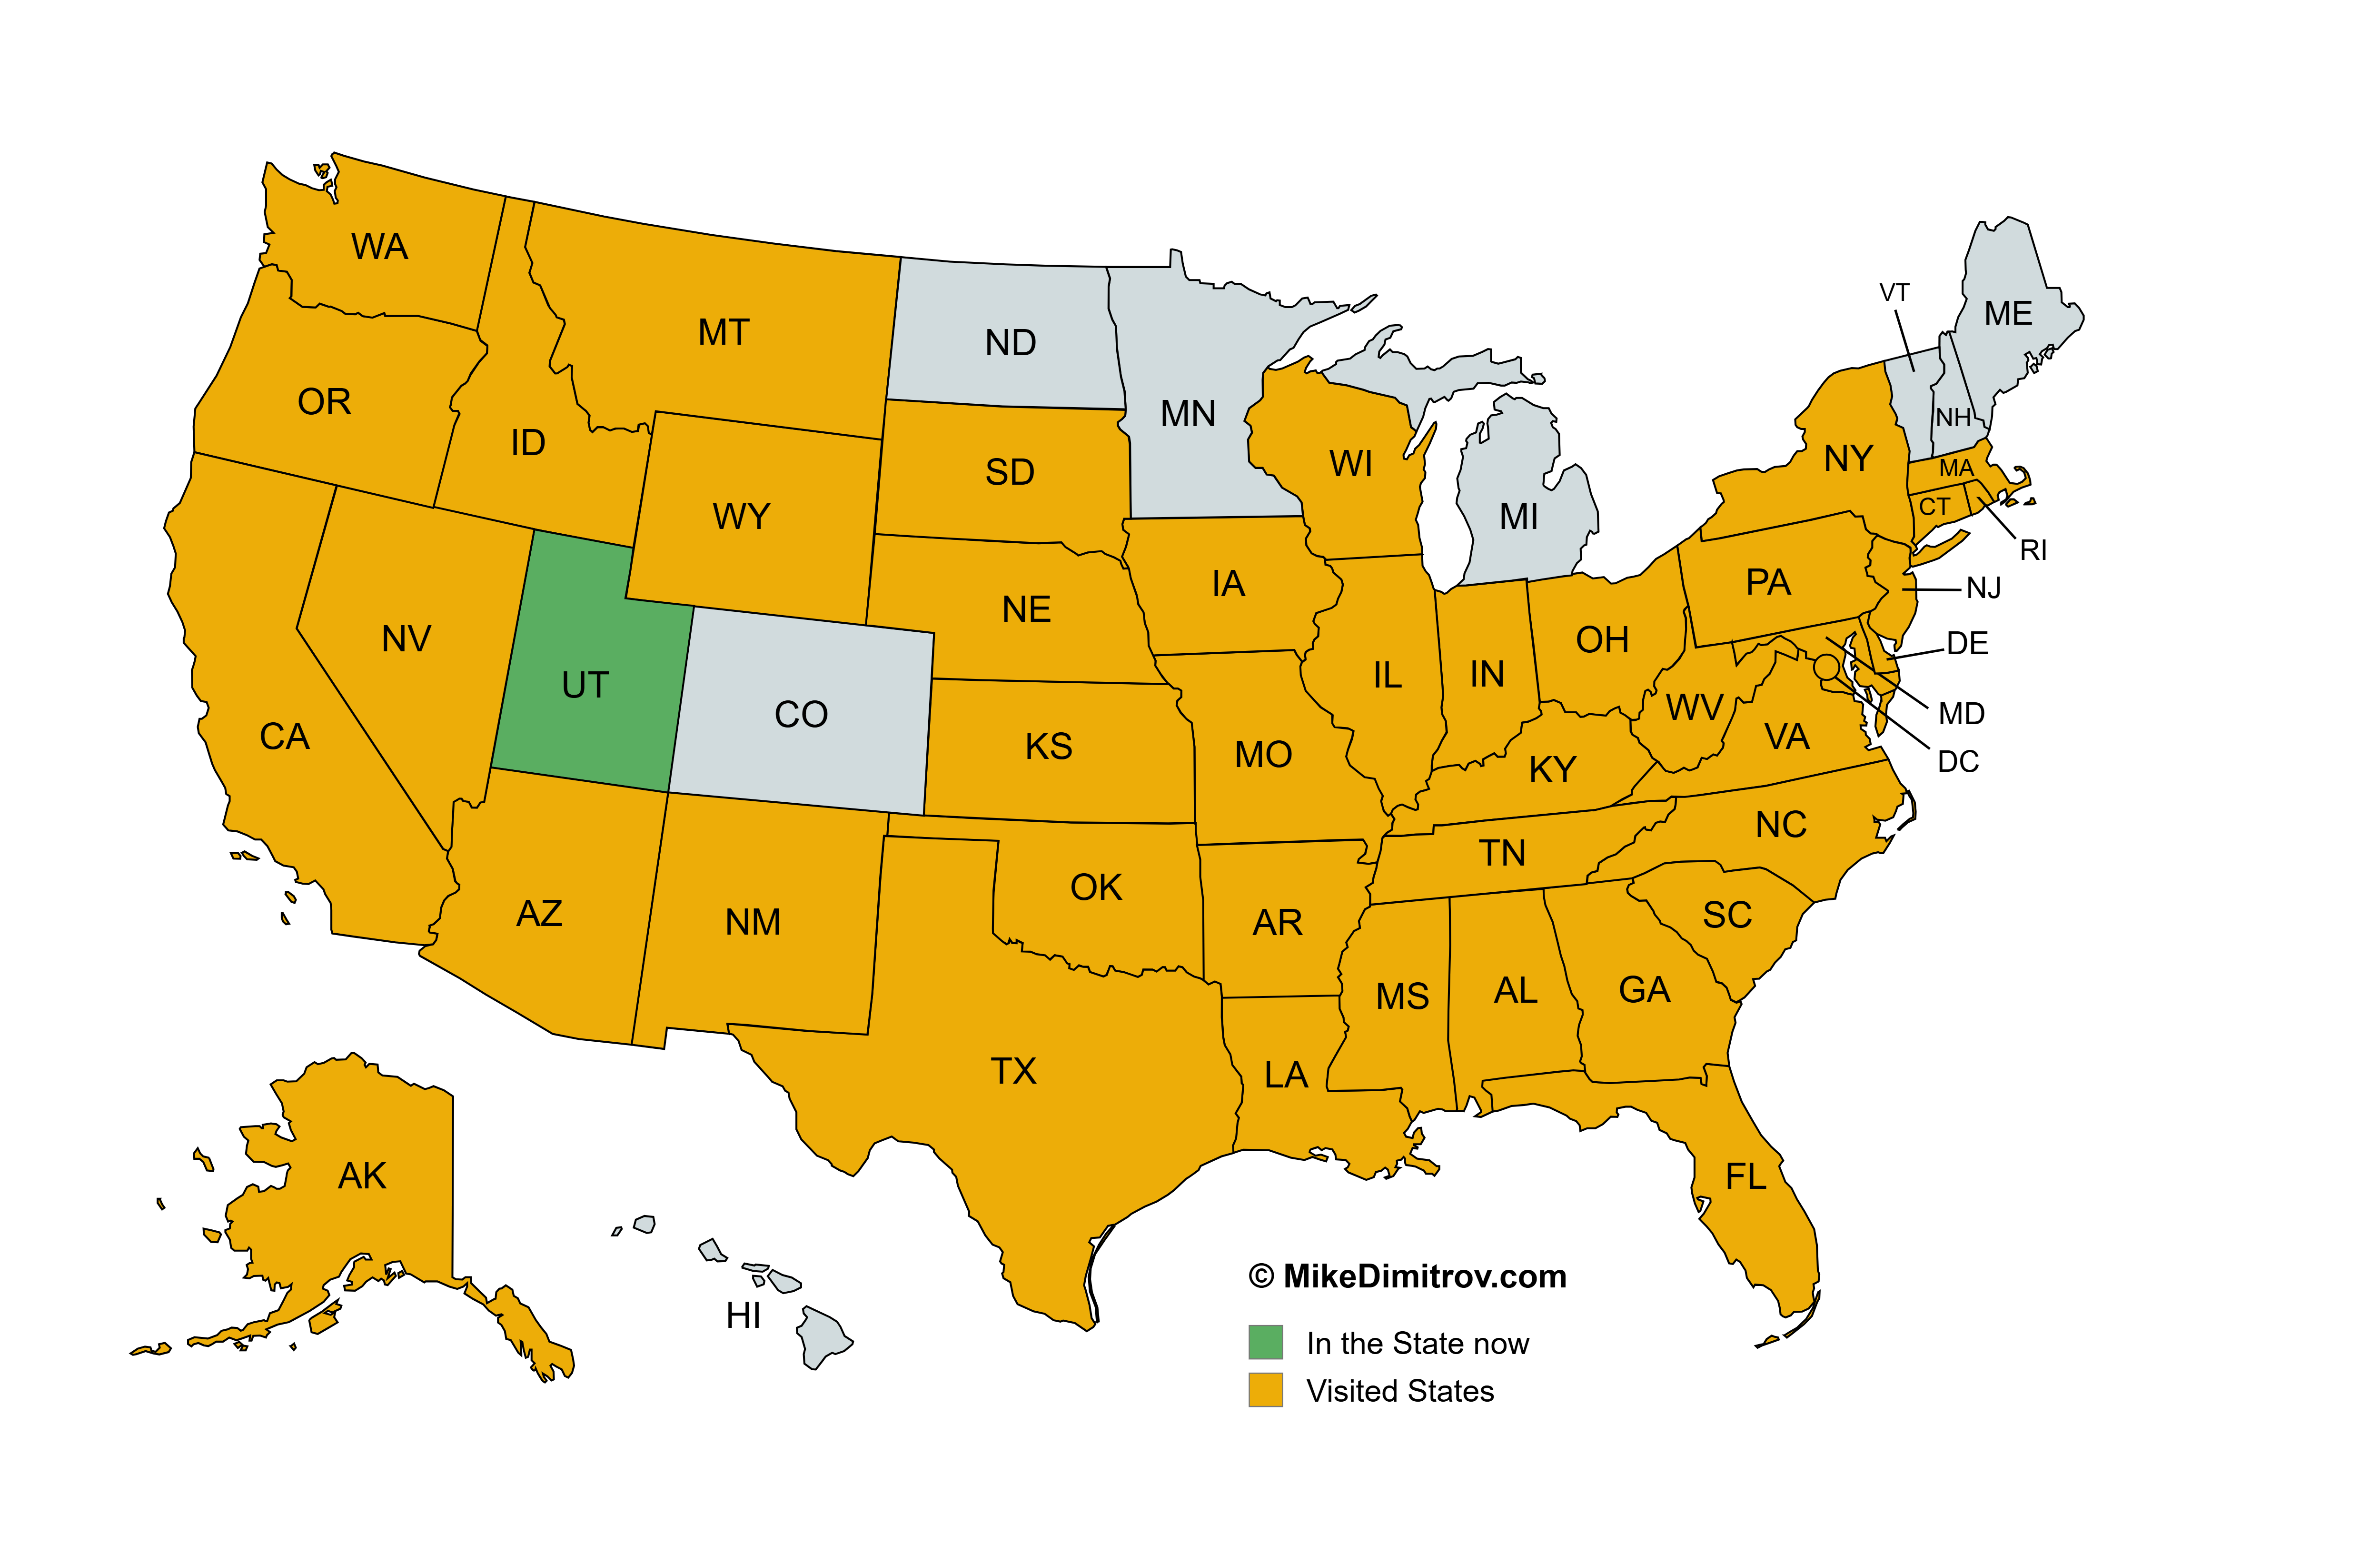 WA
MT
ND
MN
VT
ME
OR
ID
SD
WI
NH
NY
MA
WY
MI
CT
RI
IA
PA
NJ
NE
NV
OH
DE
UT
IL
IN
CO
WV
MD
CA
KS
MO
VA
KY
DC
NC
TN
OK
AZ
NM
AR
SC
MS
AL
GA
TX
LA
AK
FL
HI
© MikeDimitrov.com
In the State now
Visited States